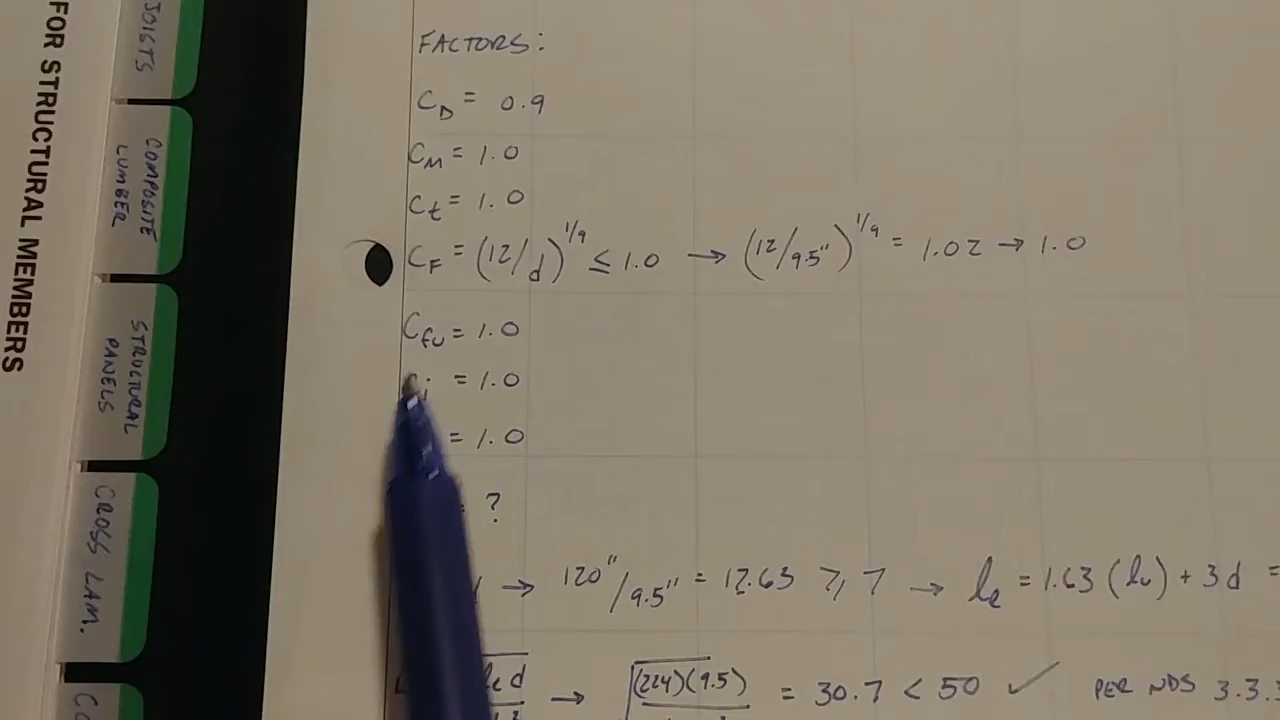 FOR STRUCTURAL MEMBERS
JOISTS
COMPOSITE
LUMBER
STRUCTURAL
PANELS
CROSS LAM.
FACTORS:
C_D = 0.9
C_M = 1.0
C_t = 1.0
C_F = (12/d)^1/9 ≤ 1.0 → (12/9.5")^1/9 = 1.02 → 1.0
C_fu = 1.0
C_i = 1.0
= 1.0
= ?
→ 120"/9.5" = 12.63 ≥ 7 → l_e = 1.63 (l_u) + 3d =
l_e d → √(224)(9.5) = 30.7 < 50 ✓ PER NDS 3.3.3